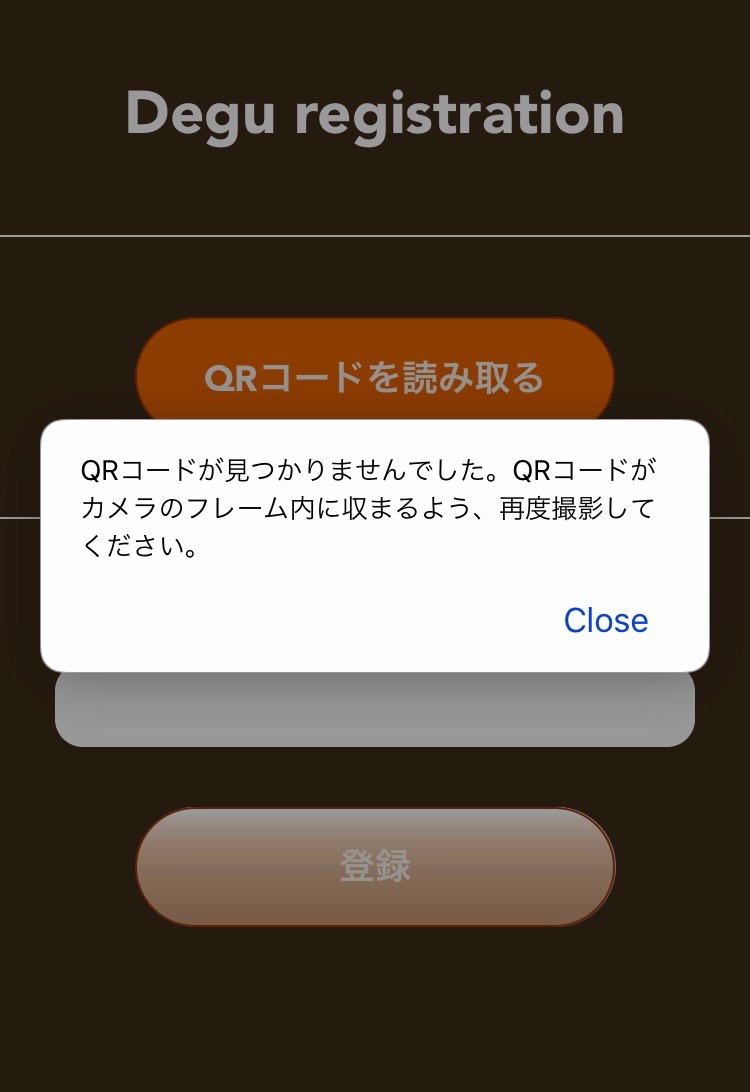 Degu registration
QRコードを読み取る
QRコードが見つかりませんでした。QRコードが
カメラのフレーム内に収まるよう、再度撮影して
ください。
Close
登録